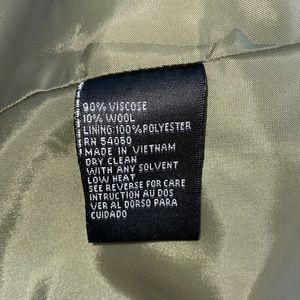 90% VISCOSE
10% WOOL
LINING:100%POLYESTER
RN 54050
MADE IN VIETNAM
DRY CLEAN
WITH ANY SOLVENT
LOW HEAT
SEE REVERSE FOR CARE
INTRUCTION AU DOS
VER AL DORSO PARA
CUIDADO